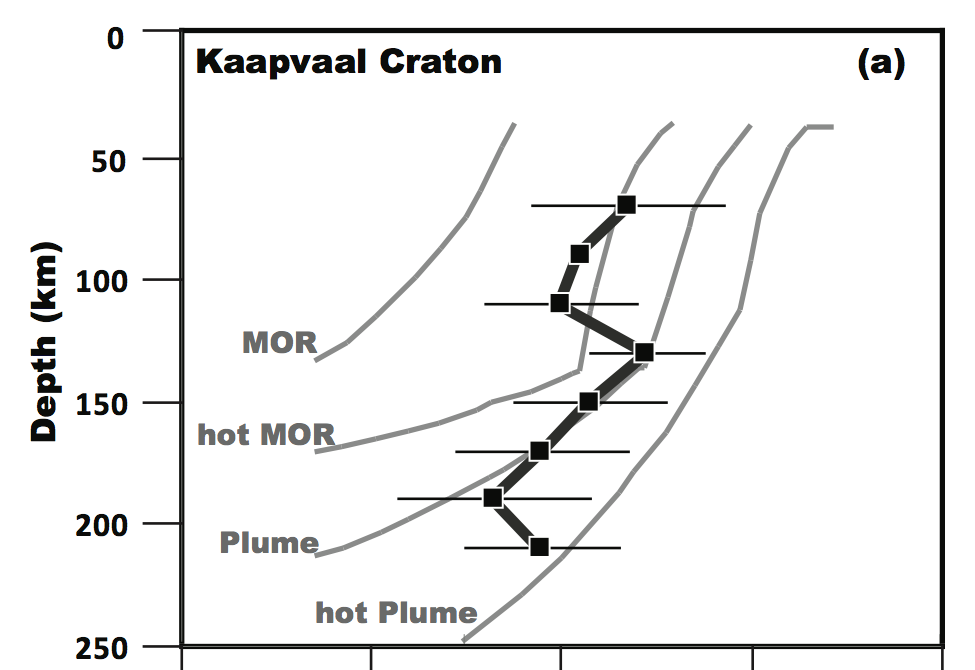 0
Kaapvaal Craton (a)
50
100
MOR
150
hot MOR
200
Plume
hot Plume
250
Depth (km)